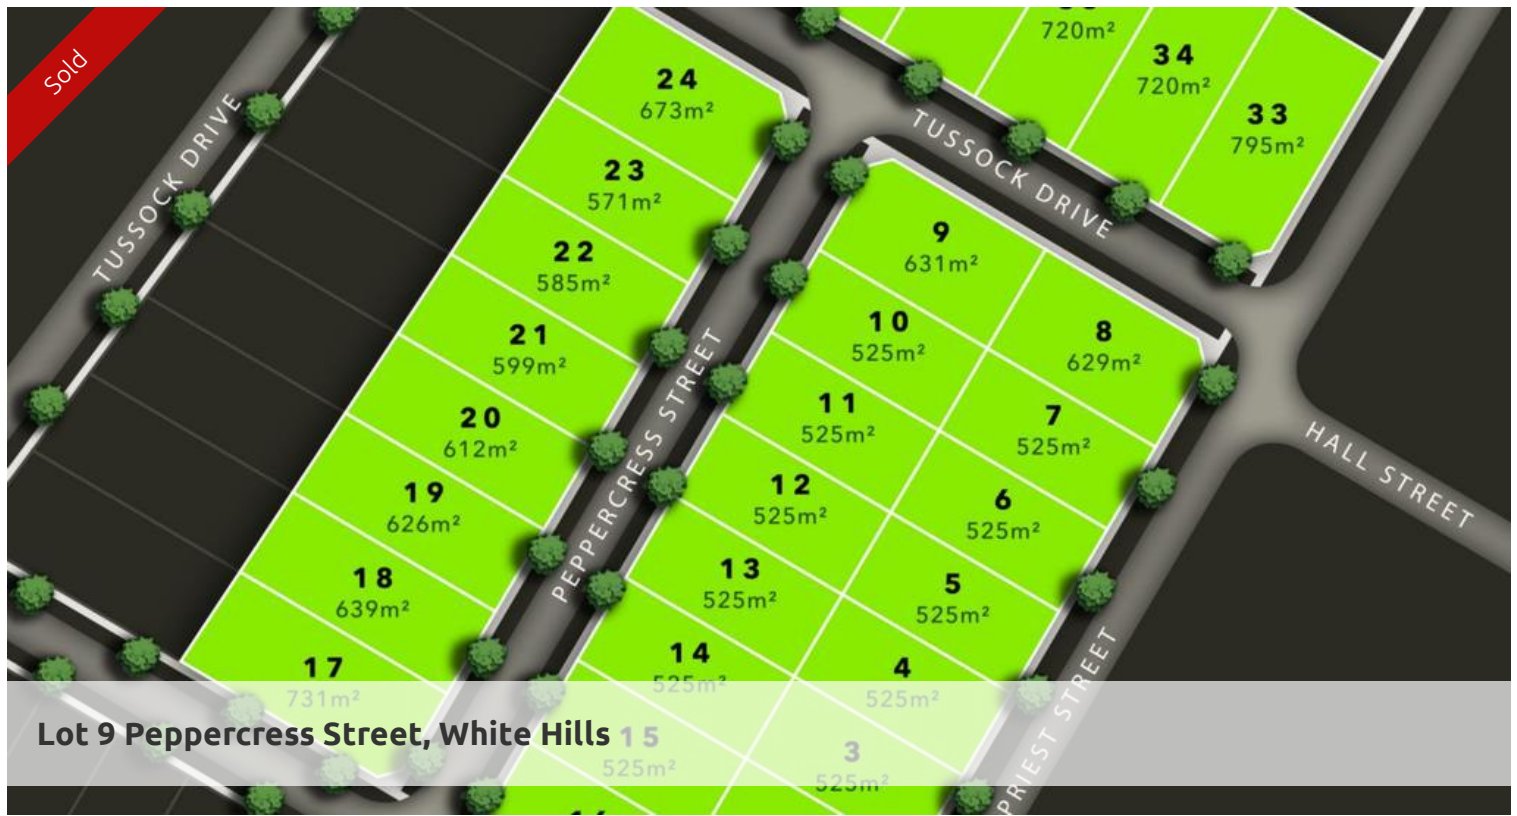 Sold
720m²
34
720m²
33
795m²
24
673m²
23
571m²
22
585m²
21
599m²
20
612m²
19
626m²
18
639m²
17
731m²
TUSSOCK DRIVE
TUSSOCK DRIVE
PEPPERCRESS STREET
HALL STREET
PRIEST STREET
9
631m²
8
629m²
10
525m²
7
525m²
11
525m²
6
525m²
12
525m²
5
525m²
13
525m²
4
525m²
14
525m²
3
525m²
15
525m²
Lot 9 Peppercress Street, White Hills